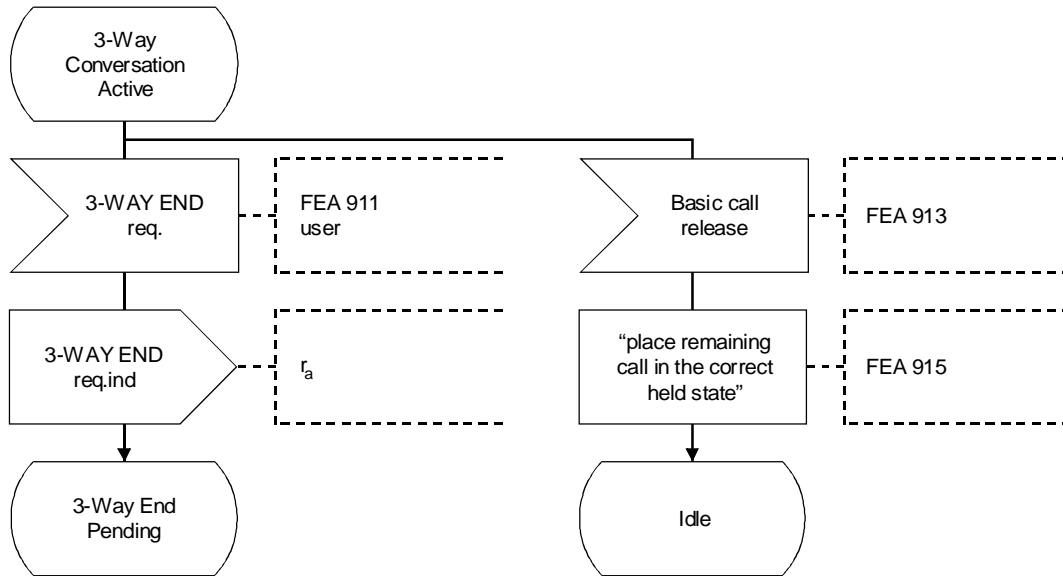 3-Way
Conversation
Active
3-WAY END
req.
FEA 911
user
Basic call
release
FEA 913
3-WAY END
req.ind
rₐ
“place remaining
call in the correct
held state”
FEA 915
3-Way End
Pending
Idle